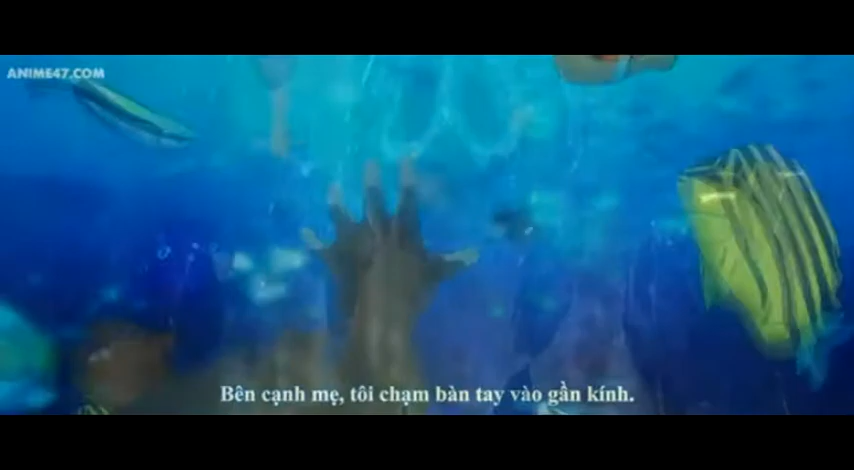 ANIME47.COM
Bên cạnh mẹ, tôi chạm bàn tay vào gần kính.